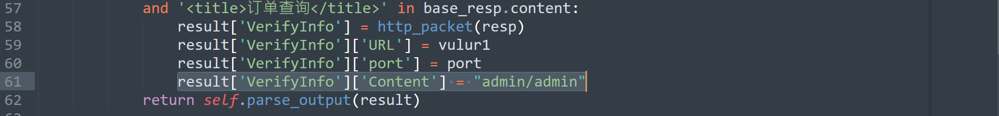 57 and '<title>订单查询</title>' in base_resp.content:
58 result['VerifyInfo'] = http_packet(resp)
59 result['VerifyInfo']['URL'] = vulur1
60 result['VerifyInfo']['port'] = port
61 result['VerifyInfo']['Content'] = "admin/admin"
62 return self.parse_output(result)